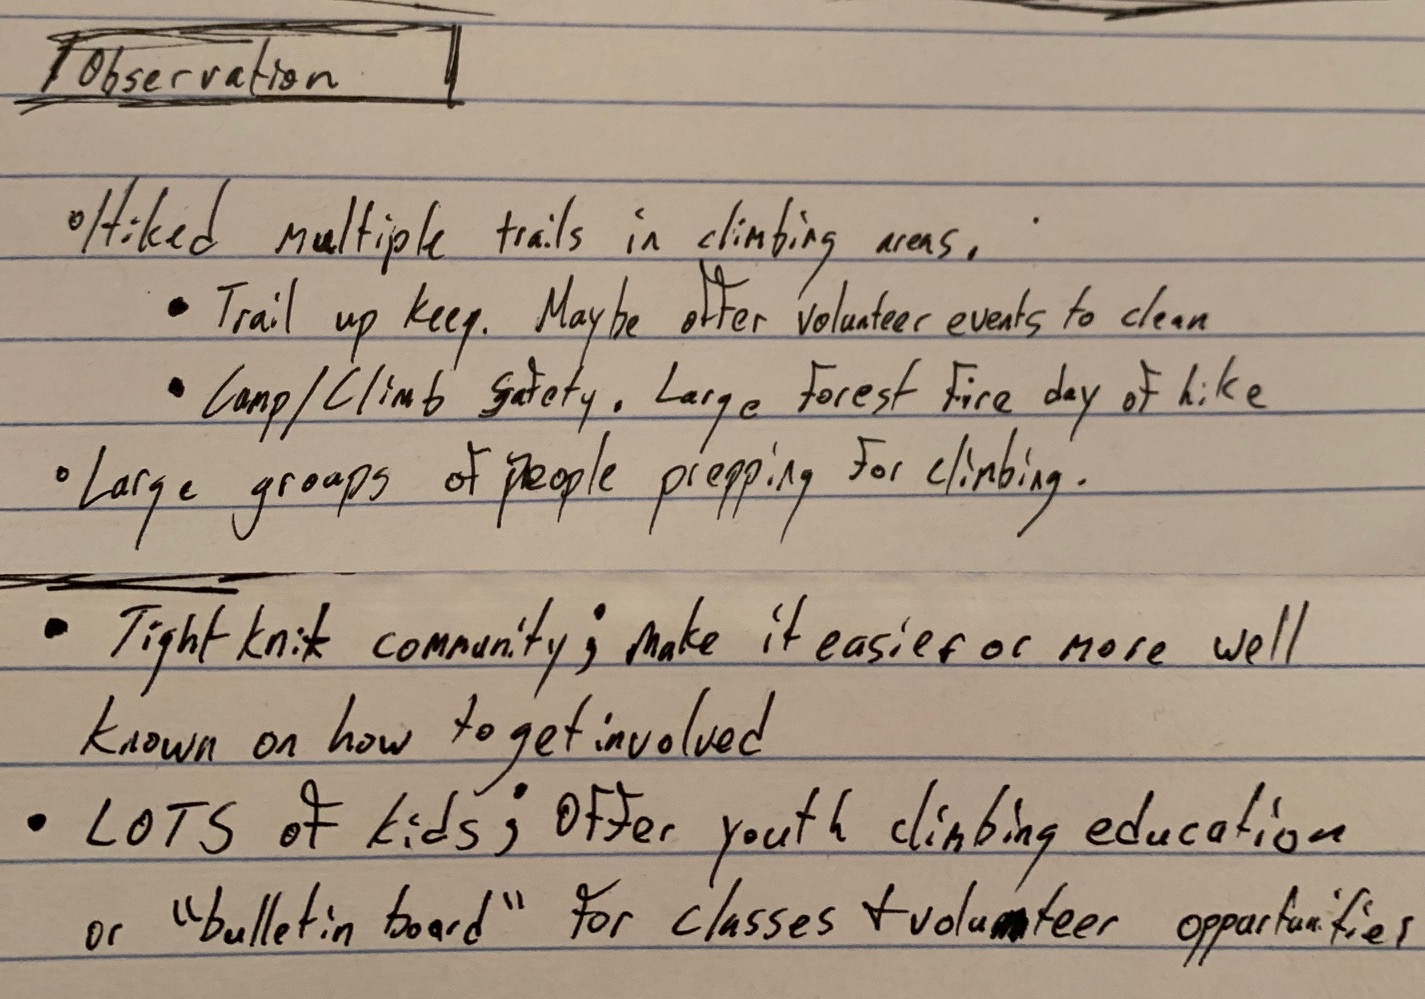 Observation
◦ Hiked multiple trails in climbing areas.
• Trail up keep. Maybe offer volunteer events to clean
• Camp/Climb safety. Large forest fire day of hike
◦ Large groups of people prepping for climbing.
• Tight knit community; make it easier or more well
known on how to get involved
• LOTS of kids; Offer youth climbing education
or "bulletin board" for classes + volunteer opportunities